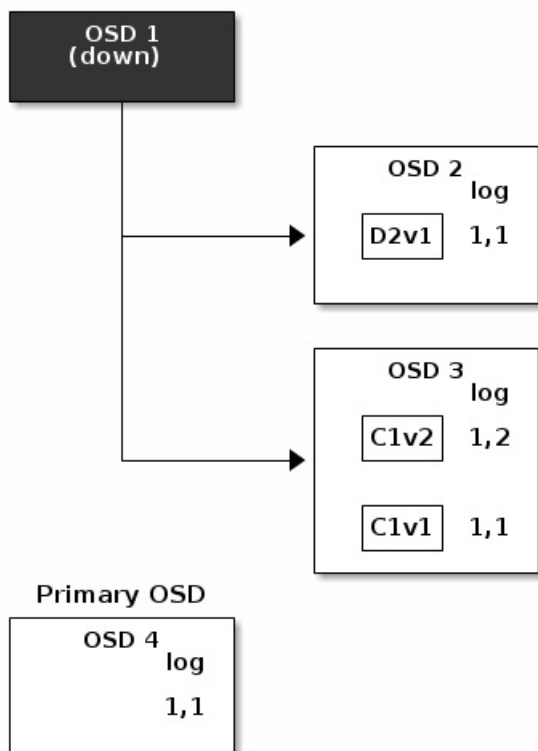 OSD 1
(down)
OSD 2
log
D2v1 1,1
OSD 3
log
C1v2 1,2
C1v1 1,1
Primary OSD
OSD 4
log
1,1